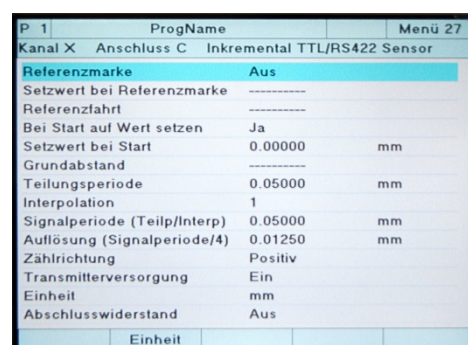 P 1 ProgName Menü 27
Kanal X Anschluss C Inkremental TTL/RS422 Sensor
Referenzmarke Aus
Setzwert bei Referenzmarke ----------
Referenzfahrt ----------
Bei Start auf Wert setzen Ja
Setzwert bei Start 0.00000 mm
Grundabstand ----------
Teilungsperiode 0.05000 mm
Interpolation 1
Signalperiode (Teilp/Interp) 0.05000 mm
Auflösung (Signalperiode/4) 0.01250 mm
Zählrichtung Positiv
Transmitterversorgung Ein
Einheit mm
Abschlusswiderstand Aus
Einheit